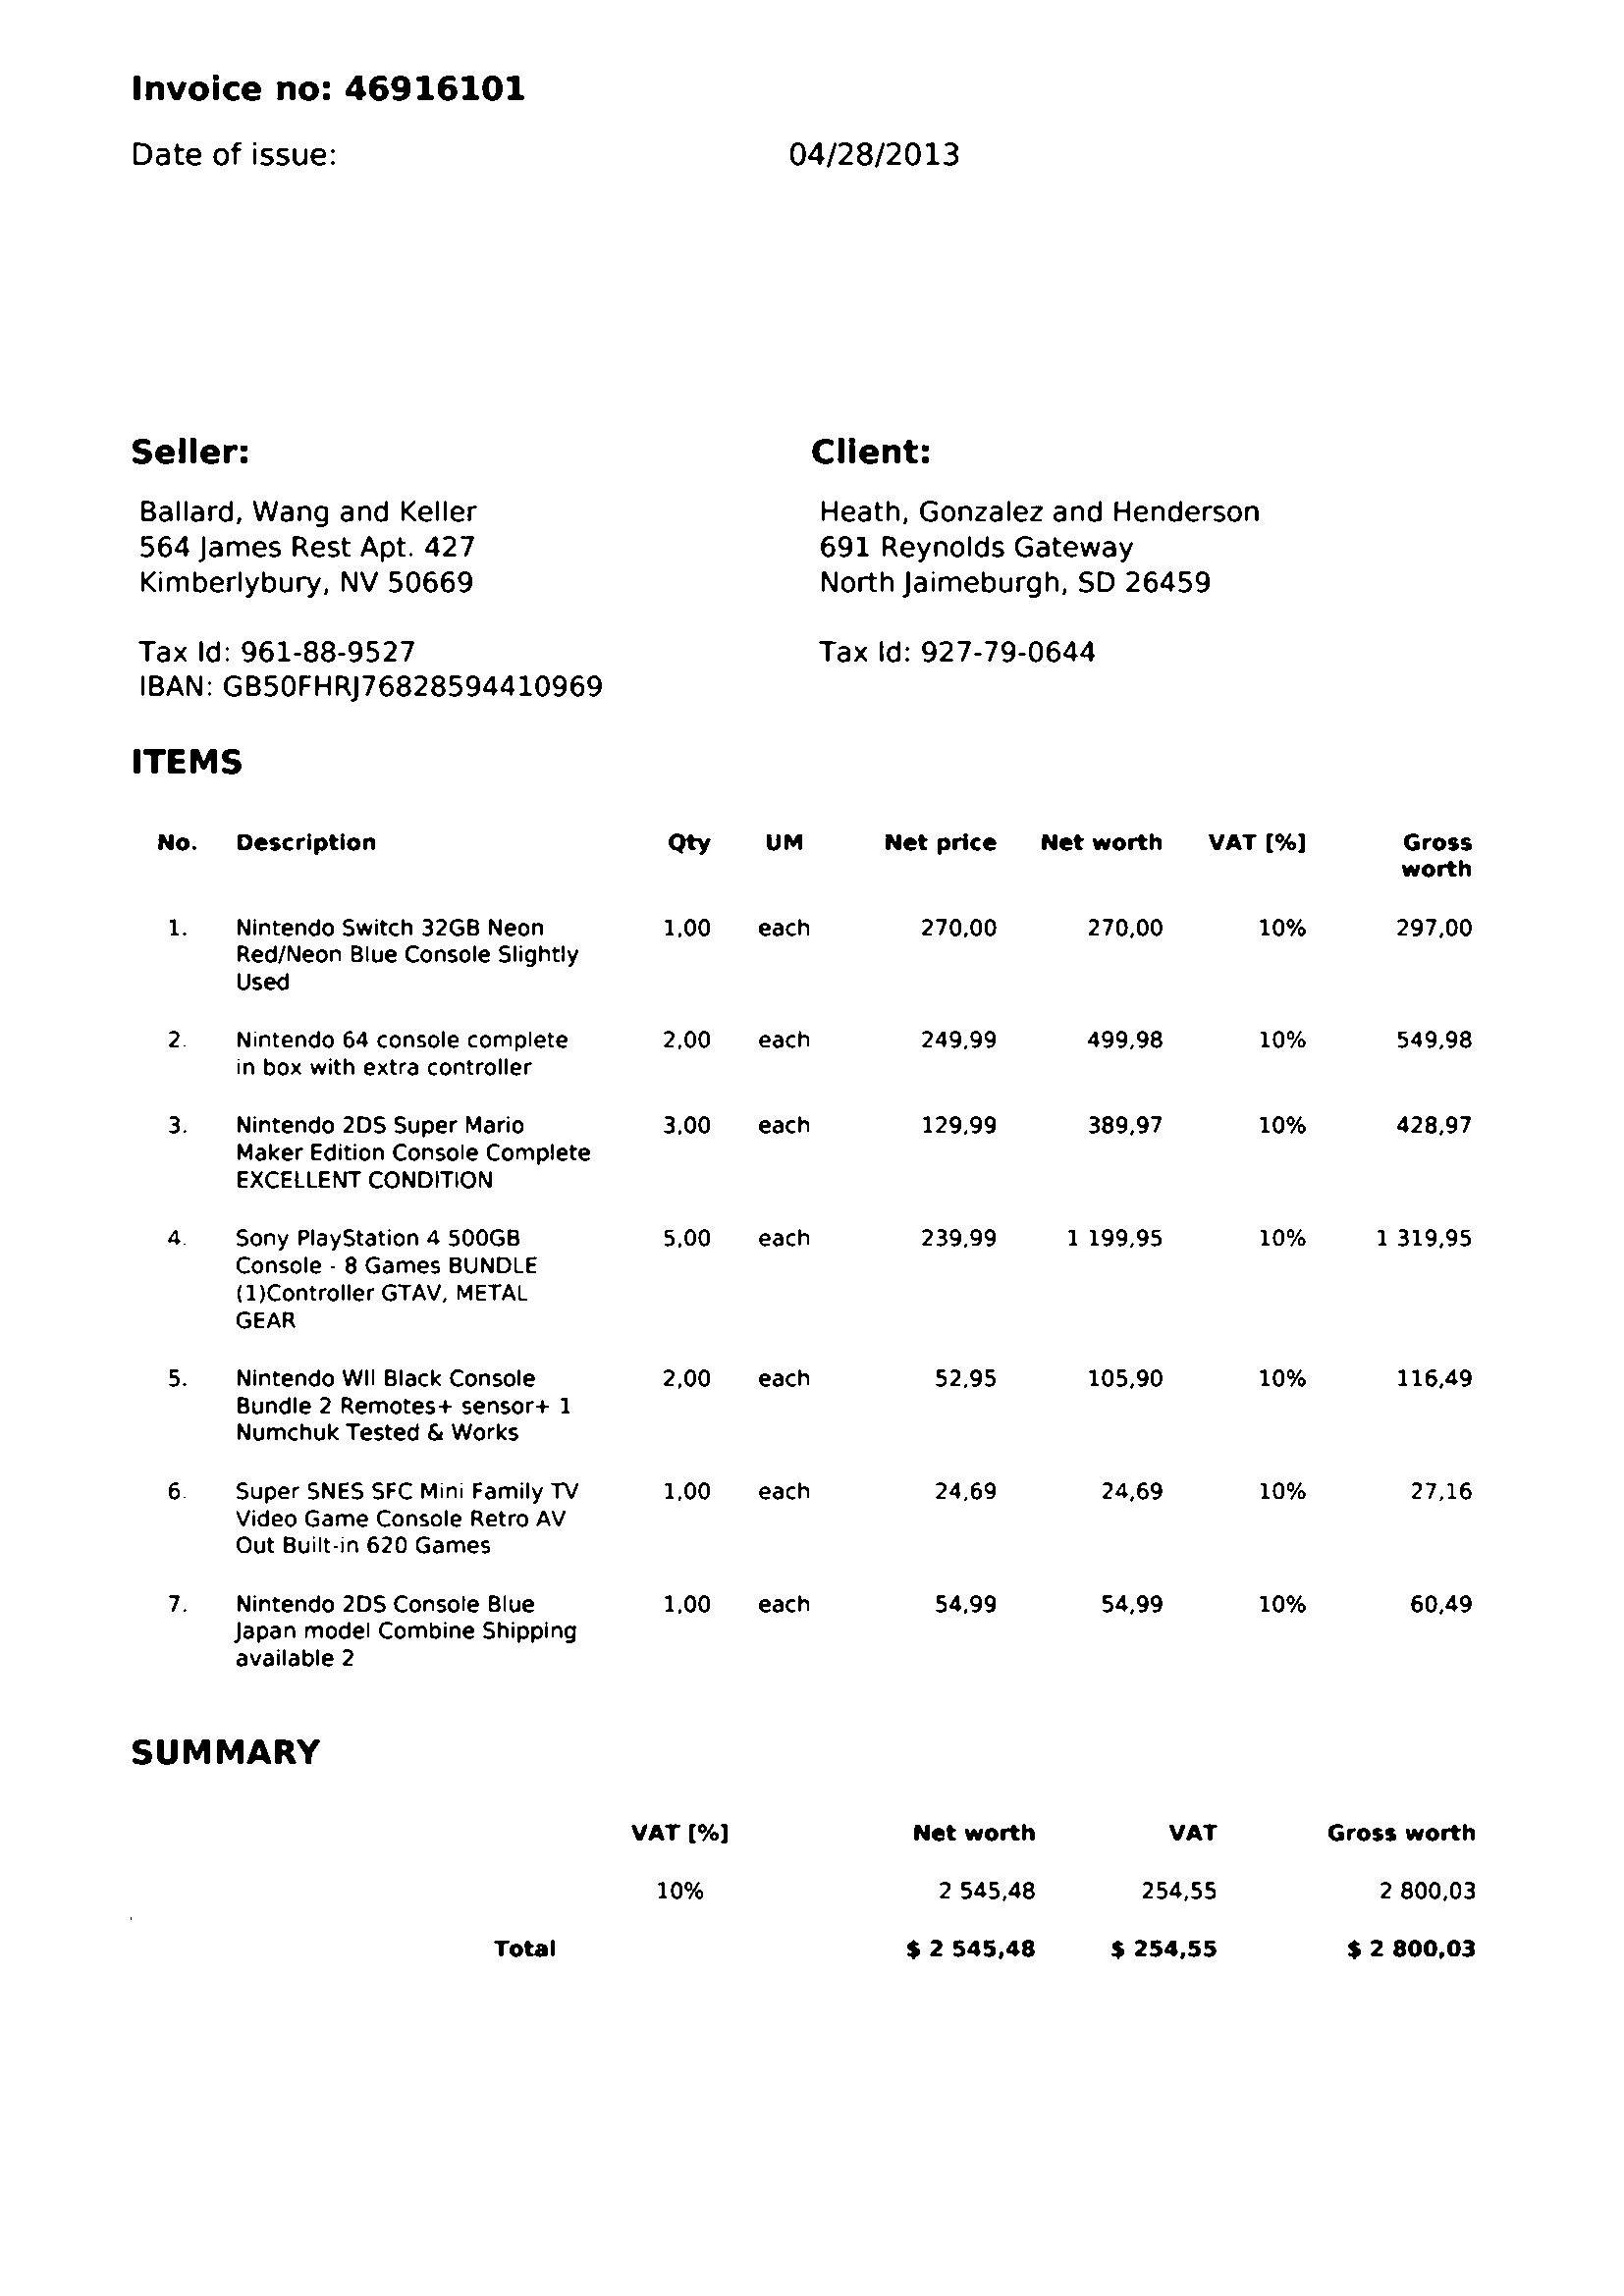 Invoice no: 46916101
Date of issue: 04/28/2013
Seller: Client:
Ballard, Wang and Keller Heath, Gonzalez and Henderson
564 James Rest Apt. 427 691 Reynolds Gateway
Kimberlybury, NV 50669 North Jaimeburgh, SD 26459
Tax Id: 961-88-9527 Tax Id: 927-79-0644
IBAN: GB50FHRJ76828594410969
ITEMS
No. Description Qty UM Net price Net worth VAT [%] Gross
worth
1. Nintendo Switch 32GB Neon 1,00 each 270,00 270,00 10% 297,00
Red/Neon Blue Console Slightly
Used
2. Nintendo 64 console complete 2,00 each 249,99 499,98 10% 549,98
in box with extra controller
3. Nintendo 2DS Super Mario 3,00 each 129,99 389,97 10% 428,97
Maker Edition Console Complete
EXCELLENT CONDITION
4. Sony PlayStation 4 500GB 5,00 each 239,99 1 199,95 10% 1 319,95
Console - 8 Games BUNDLE
(1)Controller GTAV, METAL
GEAR
5. Nintendo WII Black Console 2,00 each 52,95 105,90 10% 116,49
Bundle 2 Remotes+ sensor+ 1
Numchuk Tested & Works
6. Super SNES SFC Mini Family TV 1,00 each 24,69 24,69 10% 27,16
Video Game Console Retro AV
Out Built-in 620 Games
7. Nintendo 2DS Console Blue 1,00 each 54,99 54,99 10% 60,49
Japan model Combine Shipping
available 2
SUMMARY
VAT [%] Net worth VAT Gross worth
10% 2 545,48 254,55 2 800,03
Total $ 2 545,48 $ 254,55 $ 2 800,03